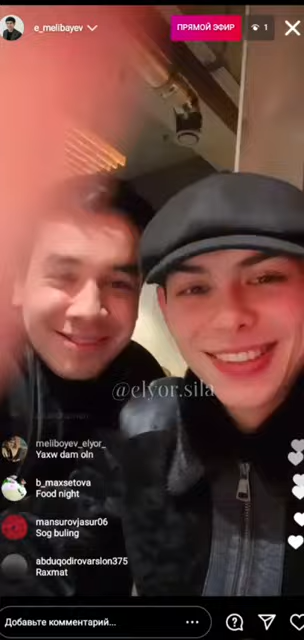 e_melibayev
ПРЯМОЙ ЭФИР
1
@elyor.sila
meliboyev_elyor_
Yaxw dam oln
b_maxsetova
Food night
mansurovjasur06
Sog buling
abduqodirovarslon375
Raxmat
Добавьте комментарий...